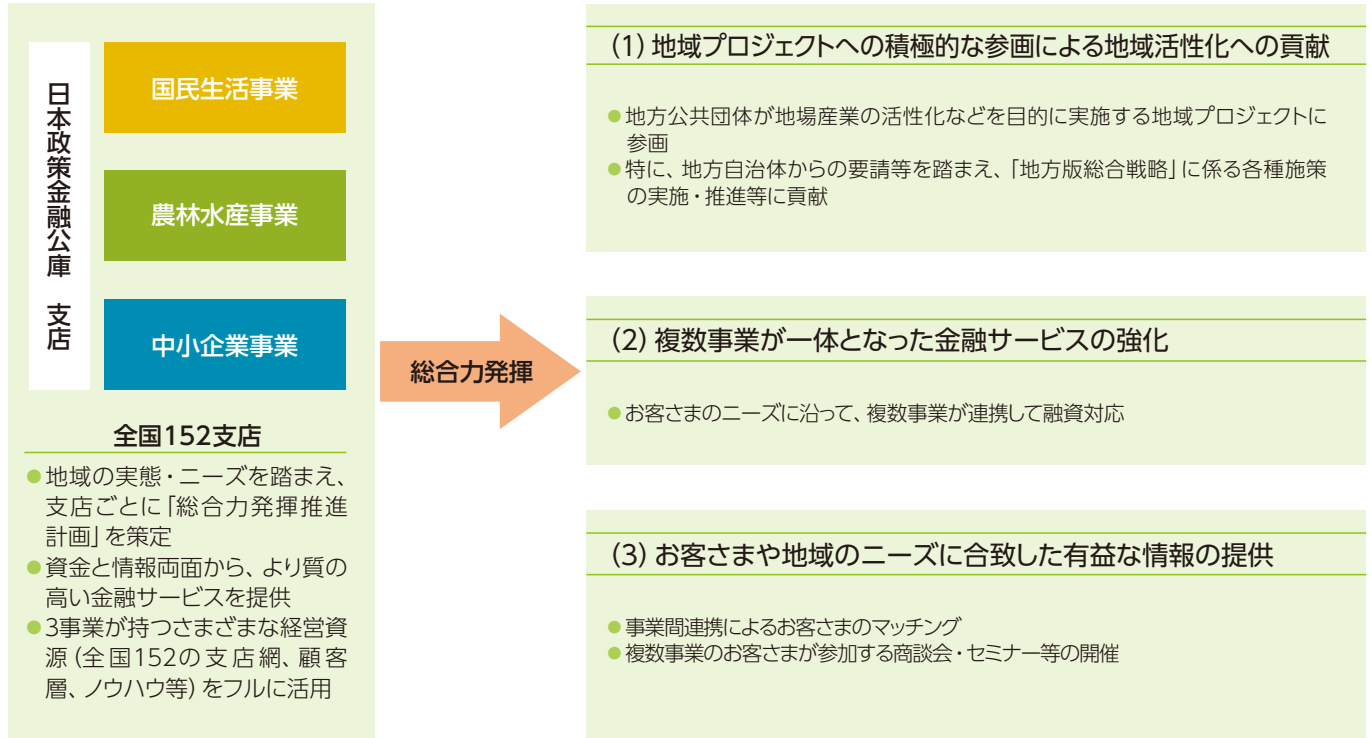 日本政策金融公庫 支店
国民生活事業
農林水産事業
中小企業事業
全国152支店
●地域の実態・ニーズを踏まえ、
支店ごとに「総合力発揮推進
計画」を策定
●資金と情報両面から、より質の
高い金融サービスを提供
●3事業が持つさまざまな経営資
源(全国152の支店網、顧客
層、ノウハウ等)をフルに活用
総合力発揮
(1)地域プロジェクトへの積極的な参画による地域活性化への貢献
●地方公共団体が地場産業の活性化などを目的に実施する地域プロジェクトに
参画
●特に、地方自治体からの要請等を踏まえ、「地方版総合戦略」に係る各種施策
の実施・推進等に貢献
(2)複数事業が一体となった金融サービスの強化
●お客さまのニーズに沿って、複数事業が連携して融資対応
(3)お客さまや地域のニーズに合致した有益な情報の提供
●事業間連携によるお客さまのマッチング
●複数事業のお客さまが参加する商談会・セミナー等の開催